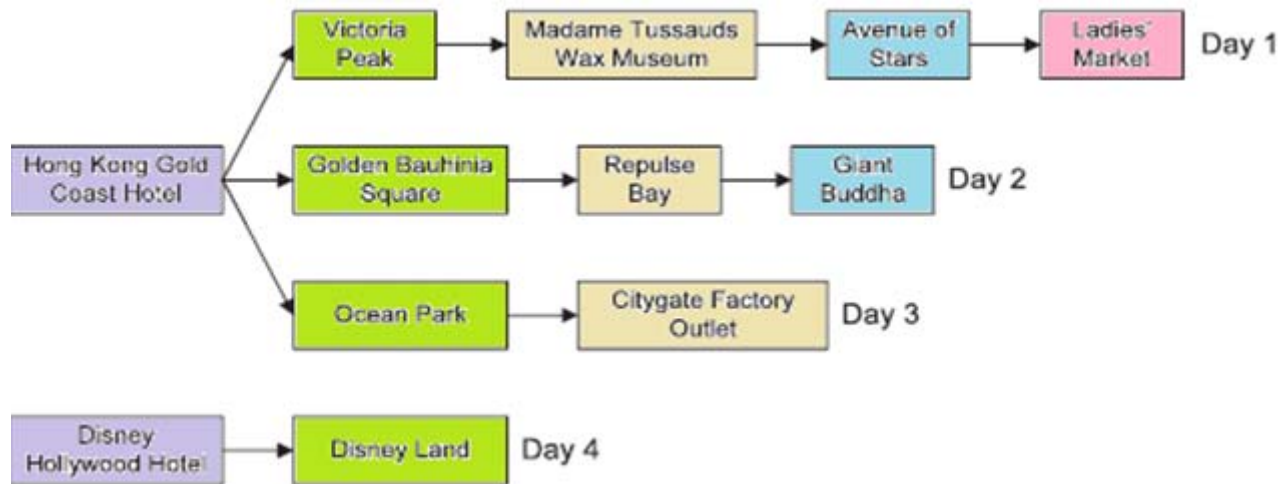 Victoria
Peak
Madame Tussauds
Wax Museum
Avenue of
Stars
Ladies'
Market
Day 1
Hong Kong Gold
Coast Hotel
Golden Bauhinia
Square
Repulse
Bay
Giant
Buddha
Day 2
Ocean Park
Citygate Factory
Outlet
Day 3
Disney
Hollywood Hotel
Disney Land
Day 4